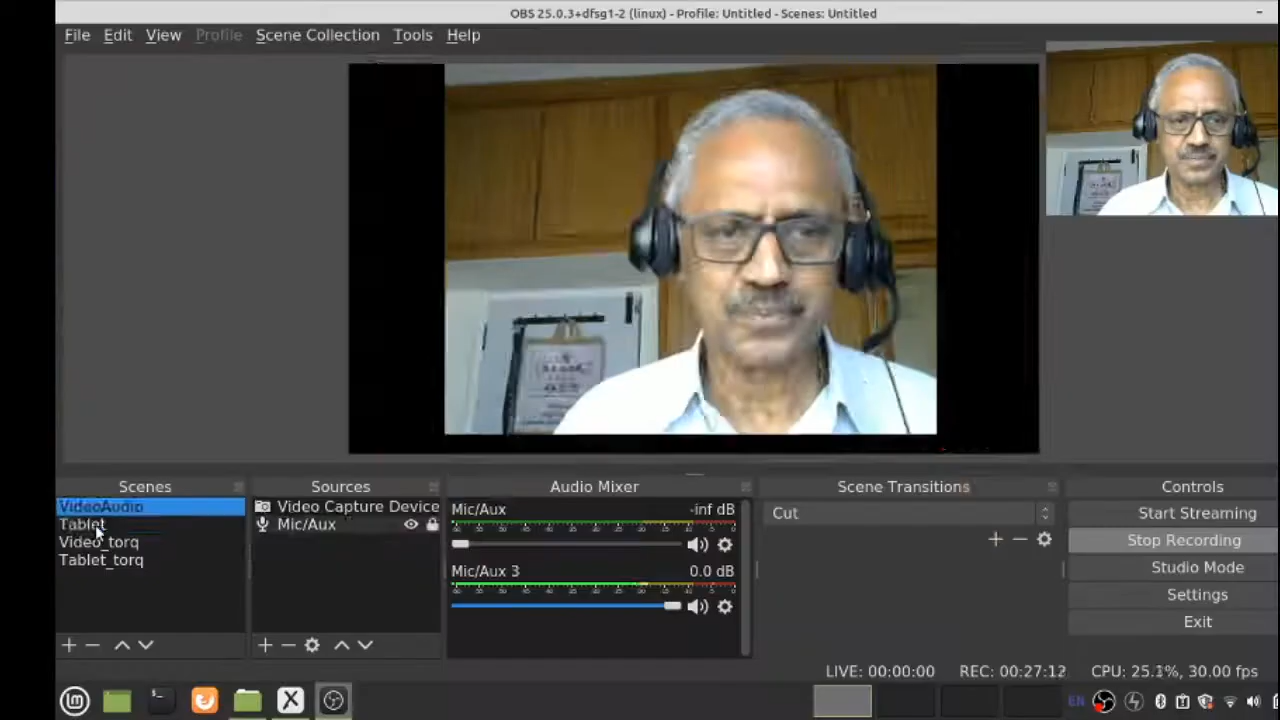 OBS 25.0.3+dfsg1-2 (linux) - Profile: Untitled - Scenes: Untitled
File Edit View Profile Scene Collection Tools Help
Scenes Sources Audio Mixer Scene Transitions Controls
VideoAudio
Tablet
Video_torq
Tablet_torq
Video Capture Device
Mic/Aux
Mic/Aux -inf dB
Mic/Aux 3 0.0 dB
Cut
Start Streaming
Stop Recording
Studio Mode
Settings
Exit
LIVE: 00:00:00 REC: 00:27:12 CPU: 25.1%, 30.00 fps
EN